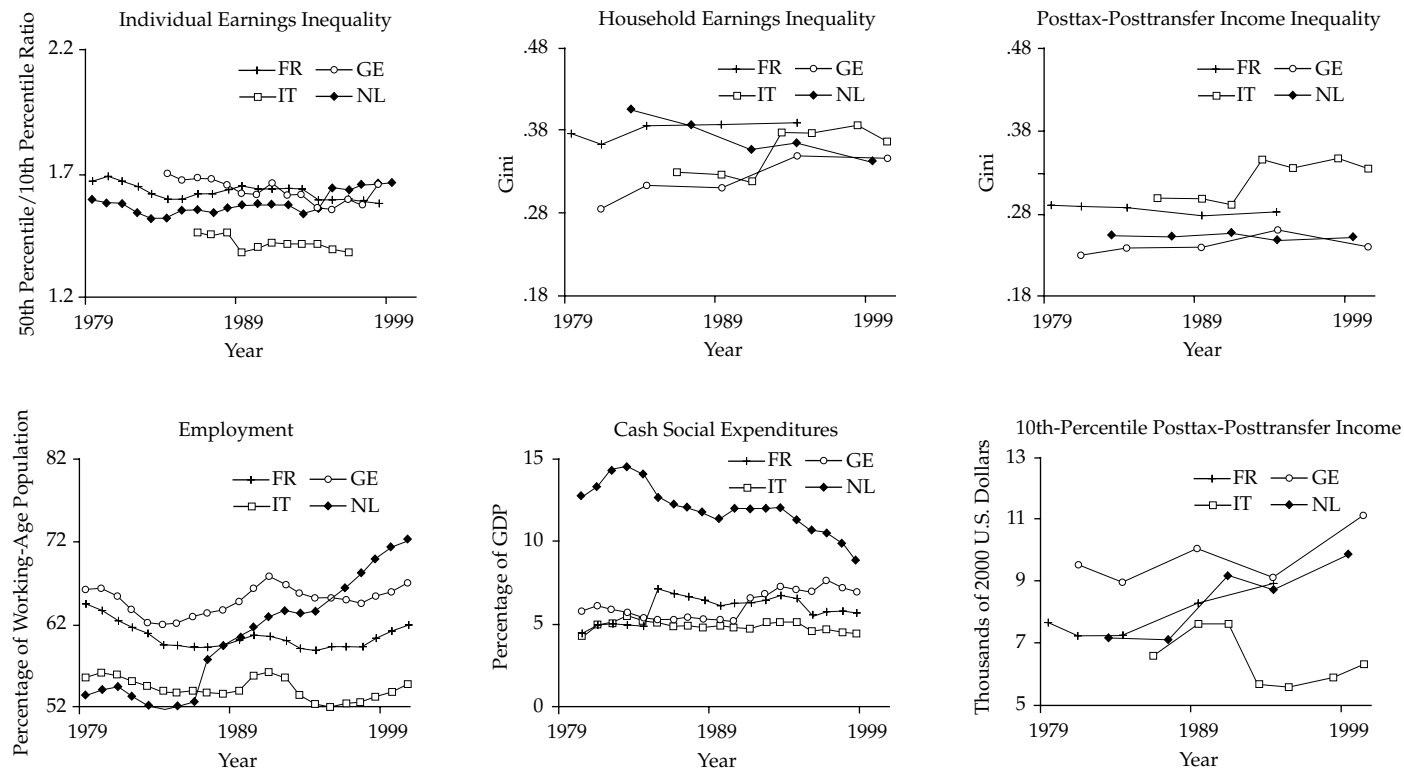 Individual Earnings Inequality
50th Percentile/10th Percentile Ratio
2.2
1.7
1.2
FR GE
IT NL
1979 1989 1999
Year
Household Earnings Inequality
Gini
.48
.38
.28
.18
FR GE
IT NL
1979 1989 1999
Year
Posttax-Posttransfer Income Inequality
Gini
.48
.38
.28
.18
FR GE
IT NL
1979 1989 1999
Year
Employment
Percentage of Working-Age Population
82
72
62
52
FR GE
IT NL
1979 1989 1999
Year
Cash Social Expenditures
Percentage of GDP
15
10
5
0
FR GE
IT NL
1979 1989 1999
Year
10th-Percentile Posttax-Posttransfer Income
Thousands of 2000 U.S. Dollars
13
11
9
7
5
FR GE
IT NL
1979 1989 1999
Year